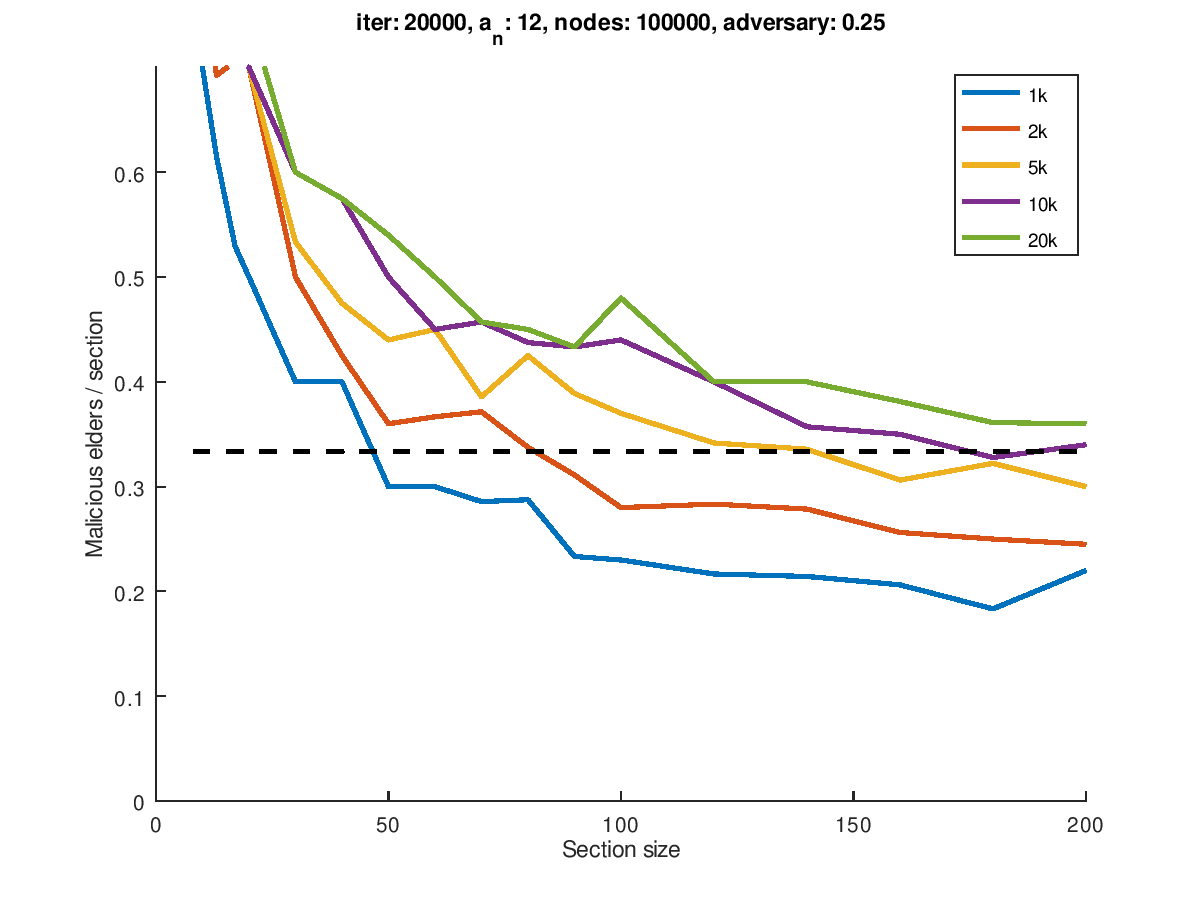 iter: 20000, a_n: 12, nodes: 100000, adversary: 0.25
1k
2k
5k
10k
20k
0.6
0.5
0.4
0.3
0.2
0.1
0
Malicious elders / section
0 50 100 150 200
Section size